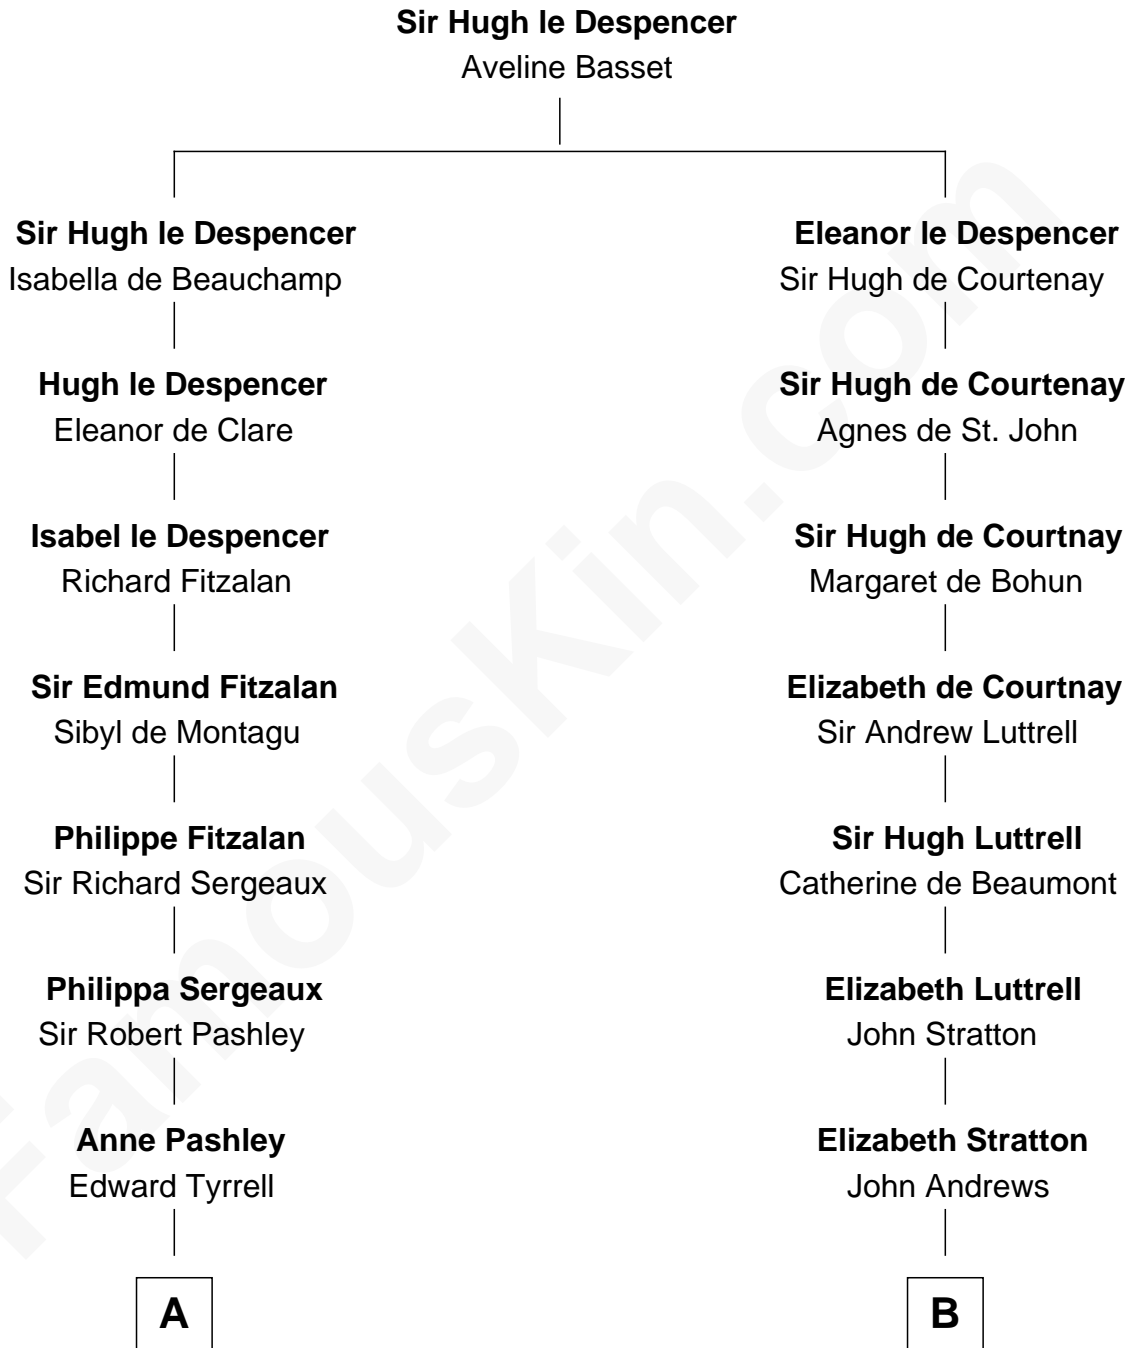 Sir Hugh le Despencer
Aveline Basset
Sir Hugh le Despencer
Isabella de Beauchamp
Hugh le Despencer
Eleanor de Clare
Isabel le Despencer
Richard Fitzalan
Sir Edmund Fitzalan
Sibyl de Montagu
Philippe Fitzalan
Sir Richard Sergeaux
Philippa Sergeaux
Sir Robert Pashley
Anne Pashley
Edward Tyrrell
A
Eleanor le Despencer
Sir Hugh de Courtenay
Sir Hugh de Courtenay
Agnes de St. John
Sir Hugh de Courtnay
Margaret de Bohun
Elizabeth de Courtnay
Sir Andrew Luttrell
Sir Hugh Luttrell
Catherine de Beaumont
Elizabeth Luttrell
John Stratton
Elizabeth Stratton
John Andrews
B
FamousKin.com